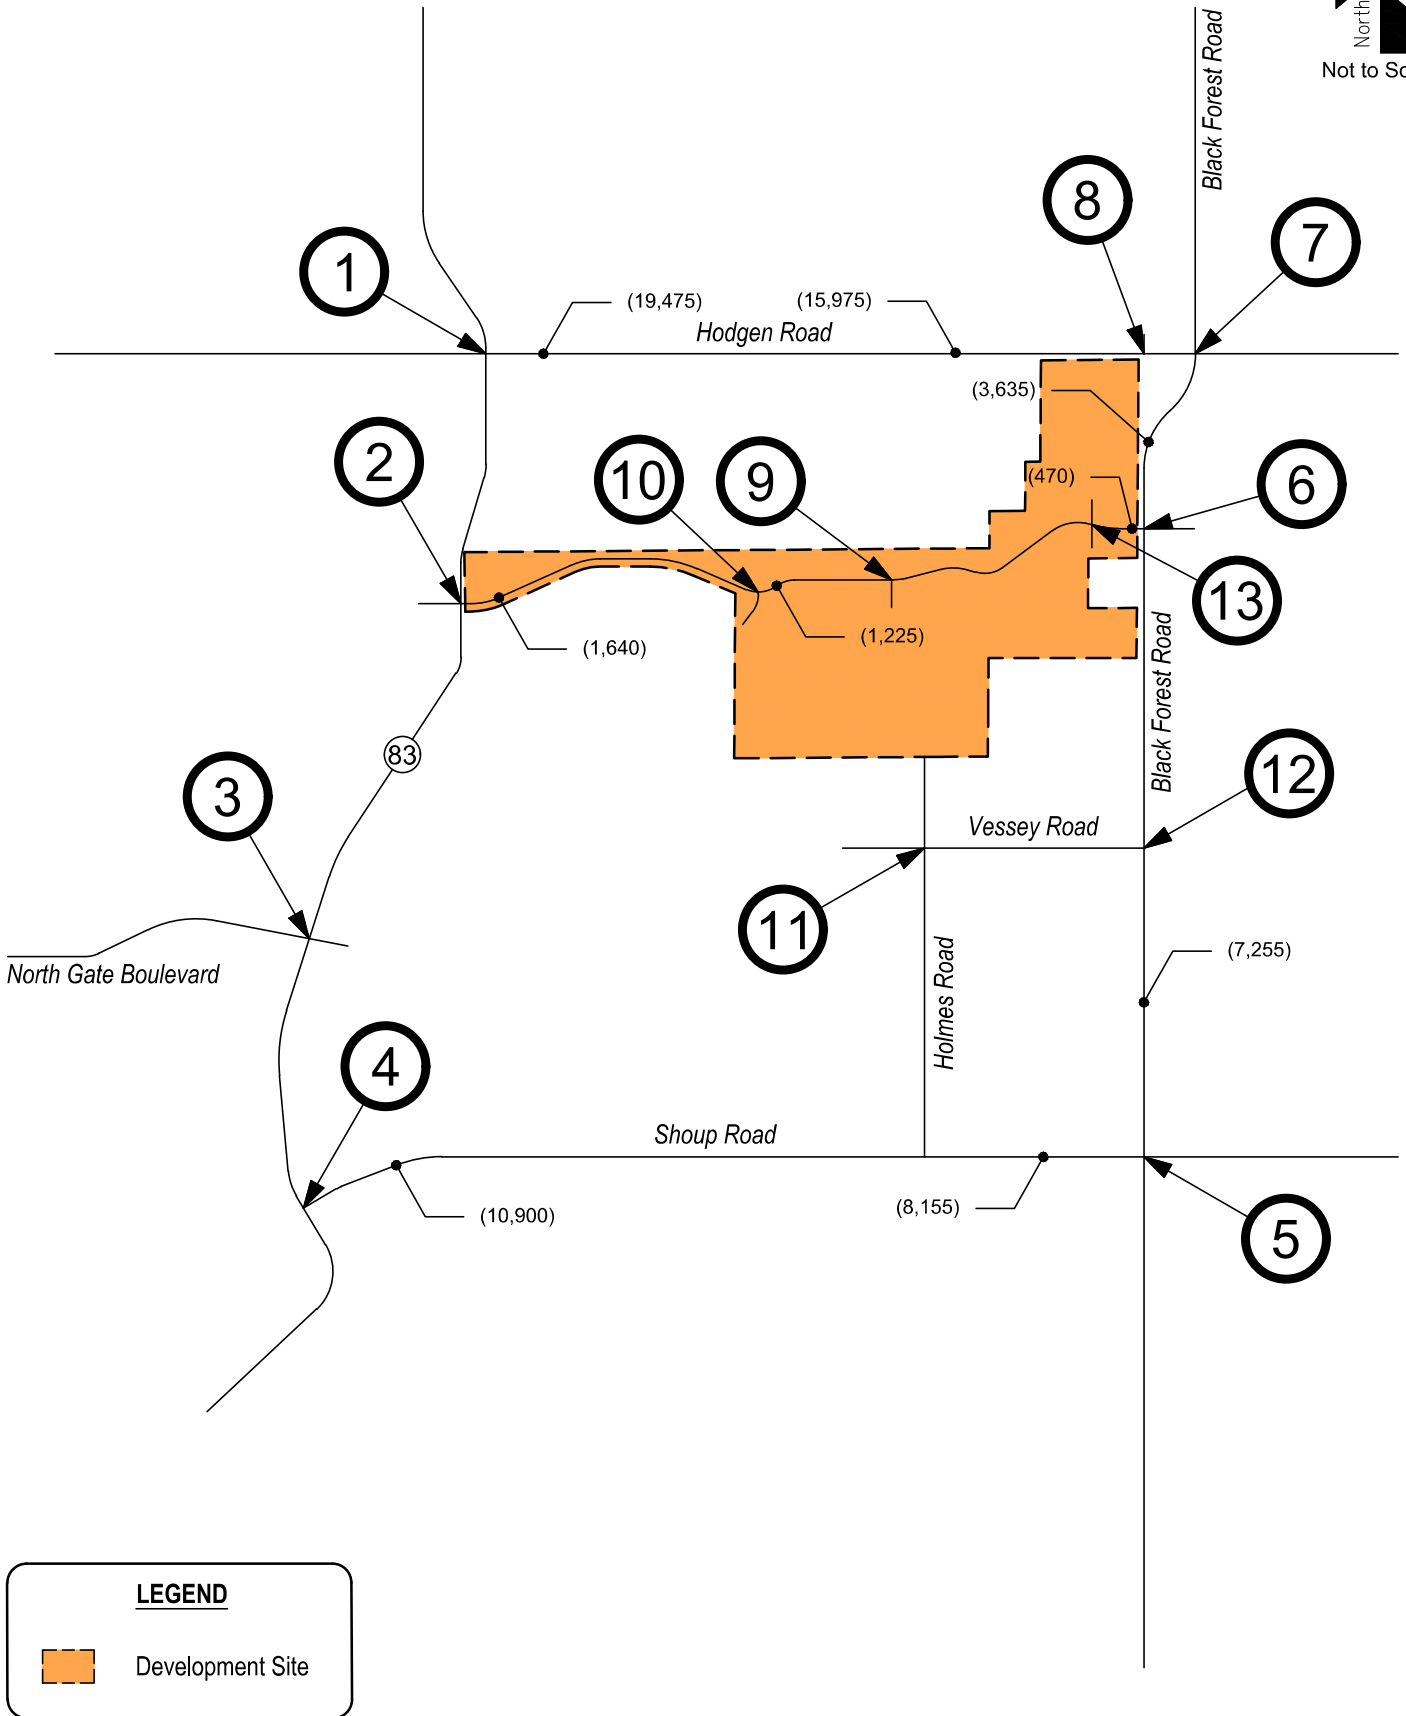 North
Not to Sc
Black Forest Road
8
7
1
(19,475)
(15,975)
Hodgen Road
(3,635)
2
10
9
(470)
6
13
(1,640)
(1,225)
Black Forest Road
83
3
12
Vessey Road
11
North Gate Boulevard
Holmes Road
(7,255)
4
Shoup Road
(10,900)
(8,155)
5
LEGEND
Development Site